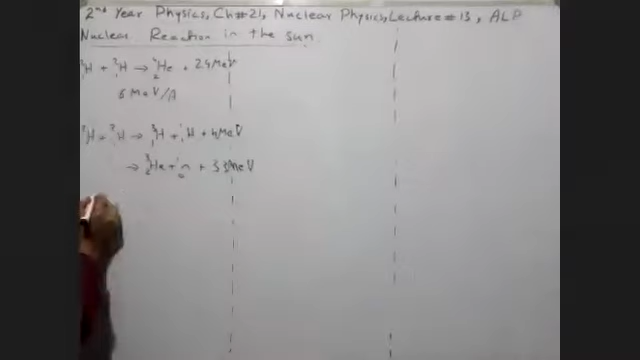 2nd Year Physics, Ch#21, Nuclear Physics, Lecture#13, ALP
Nuclear Reaction in the sun.
²₁H + ²₁H → ⁴₂He + 24MeV
6 MeV/A
²₁H + ²₁H → ³₁H + ¹₁H + 4MeV
→ ³₂He + ¹₀n + 3.3MeV